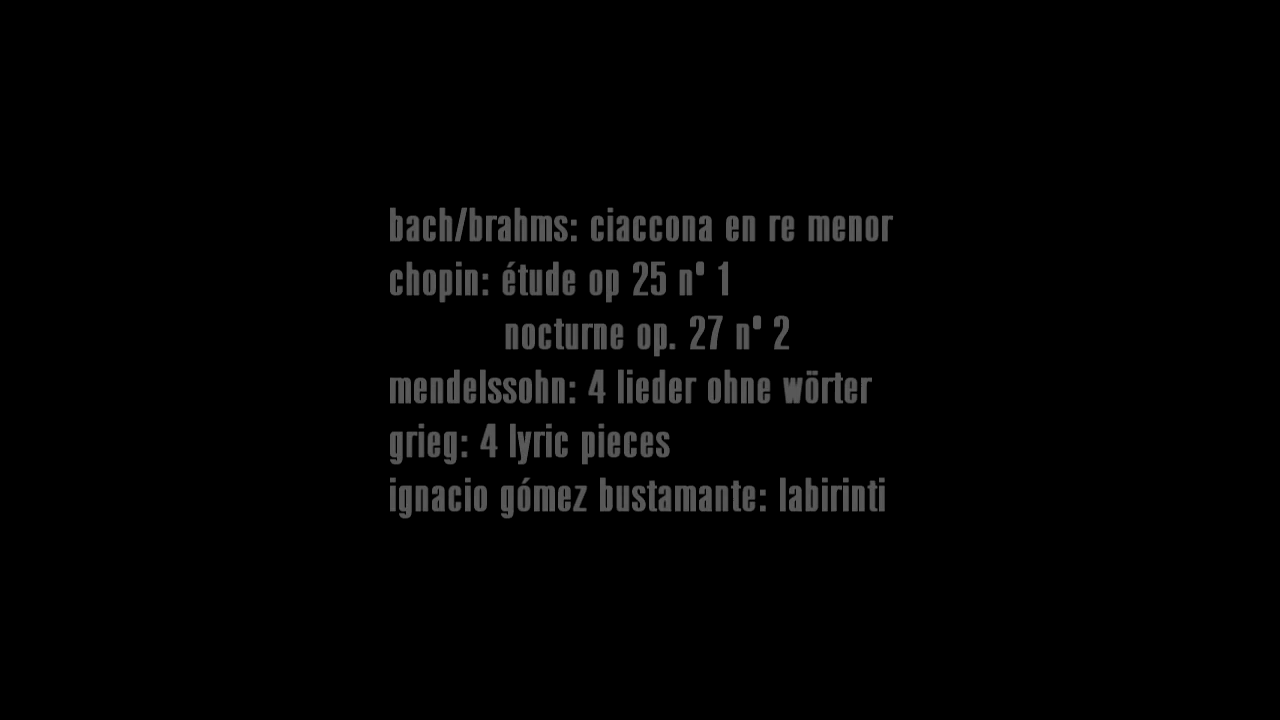 bach/brahms: ciaccona en re menor
chopin: étude op 25 nº 1
nocturne op. 27 nº 2
mendelssohn: 4 lieder ohne wörter
grieg: 4 lyric pieces
ignacio gómez bustamante: labirinti